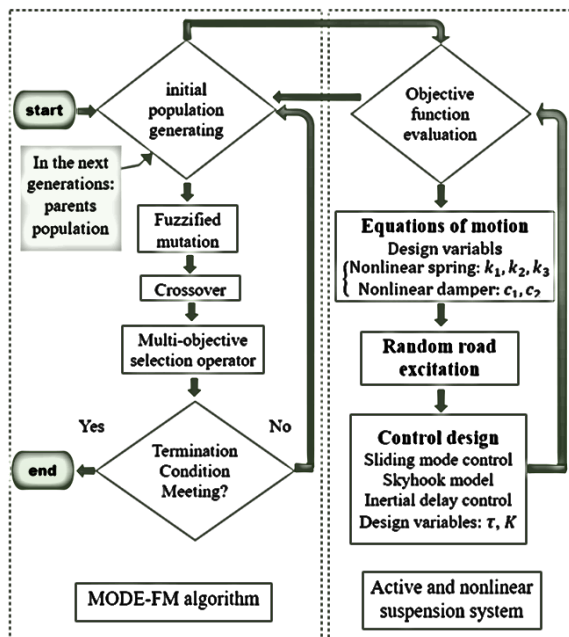 start
initial
population
generating
In the next
generations:
parents
population
Fuzzified
mutation
Crossover
Multi-objective
selection operator
Yes
No
Termination
Condition
Meeting?
end
MODE-FM algorithm
Objective
function
evaluation
Equations of motion
Design variabls
Nonlinear spring: k₁, k₂, k₃
Nonlinear damper: c₁, c₂
Random road
excitation
Control design
Sliding mode control
Skyhook model
Inertial delay control
Design variables: τ, K
Active and nonlinear
suspension system